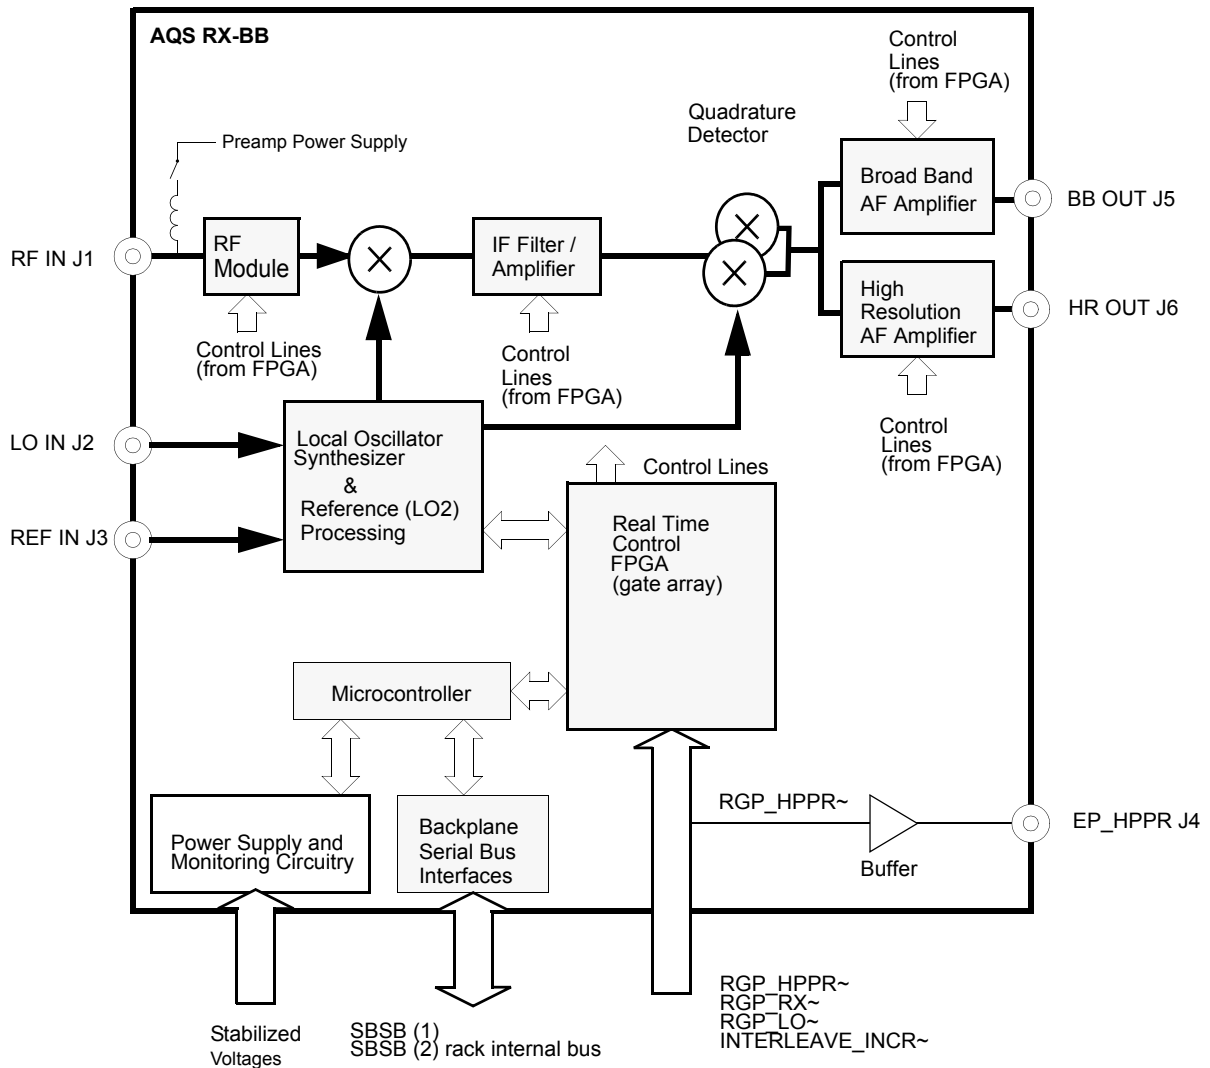 AQS RX-BB
Control
Lines
(from FPGA)
Quadrature
Detector
Preamp Power Supply
Broad Band
AF Amplifier
BB OUT J5
RF IN J1
RF
Module
IF Filter /
Amplifier
High
Resolution
AF Amplifier
HR OUT J6
Control Lines
(from FPGA)
Control
Lines
(from FPGA)
Control
Lines
(from FPGA)
LO IN J2
Local Oscillator
Synthesizer
&
Reference (LO2)
Processing
Control Lines
REF IN J3
Real Time
Control
FPGA
(gate array)
Microcontroller
RGP_HPPR~
EP_HPPR J4
Buffer
Power Supply and
Monitoring Circuitry
Backplane
Serial Bus
Interfaces
RGP_HPPR~
RGP_RX~
RGP_LO~
INTERLEAVE_INCR~
Stabilized
Voltages
SBSB (1)
SBSB (2) rack internal bus